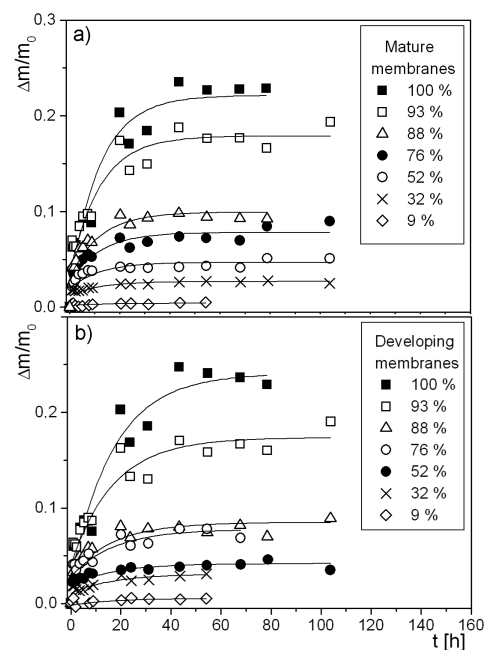 a)
Δm/m0
0.3
0.2
0.1
0.0
Mature
membranes
100 %
93 %
88 %
76 %
52 %
32 %
9 %
b)
Δm/m0
0.2
0.1
0.0
Developing
membranes
100 %
93 %
88 %
76 %
52 %
32 %
9 %
0 20 40 60 80 100 120 140 160
t [h]